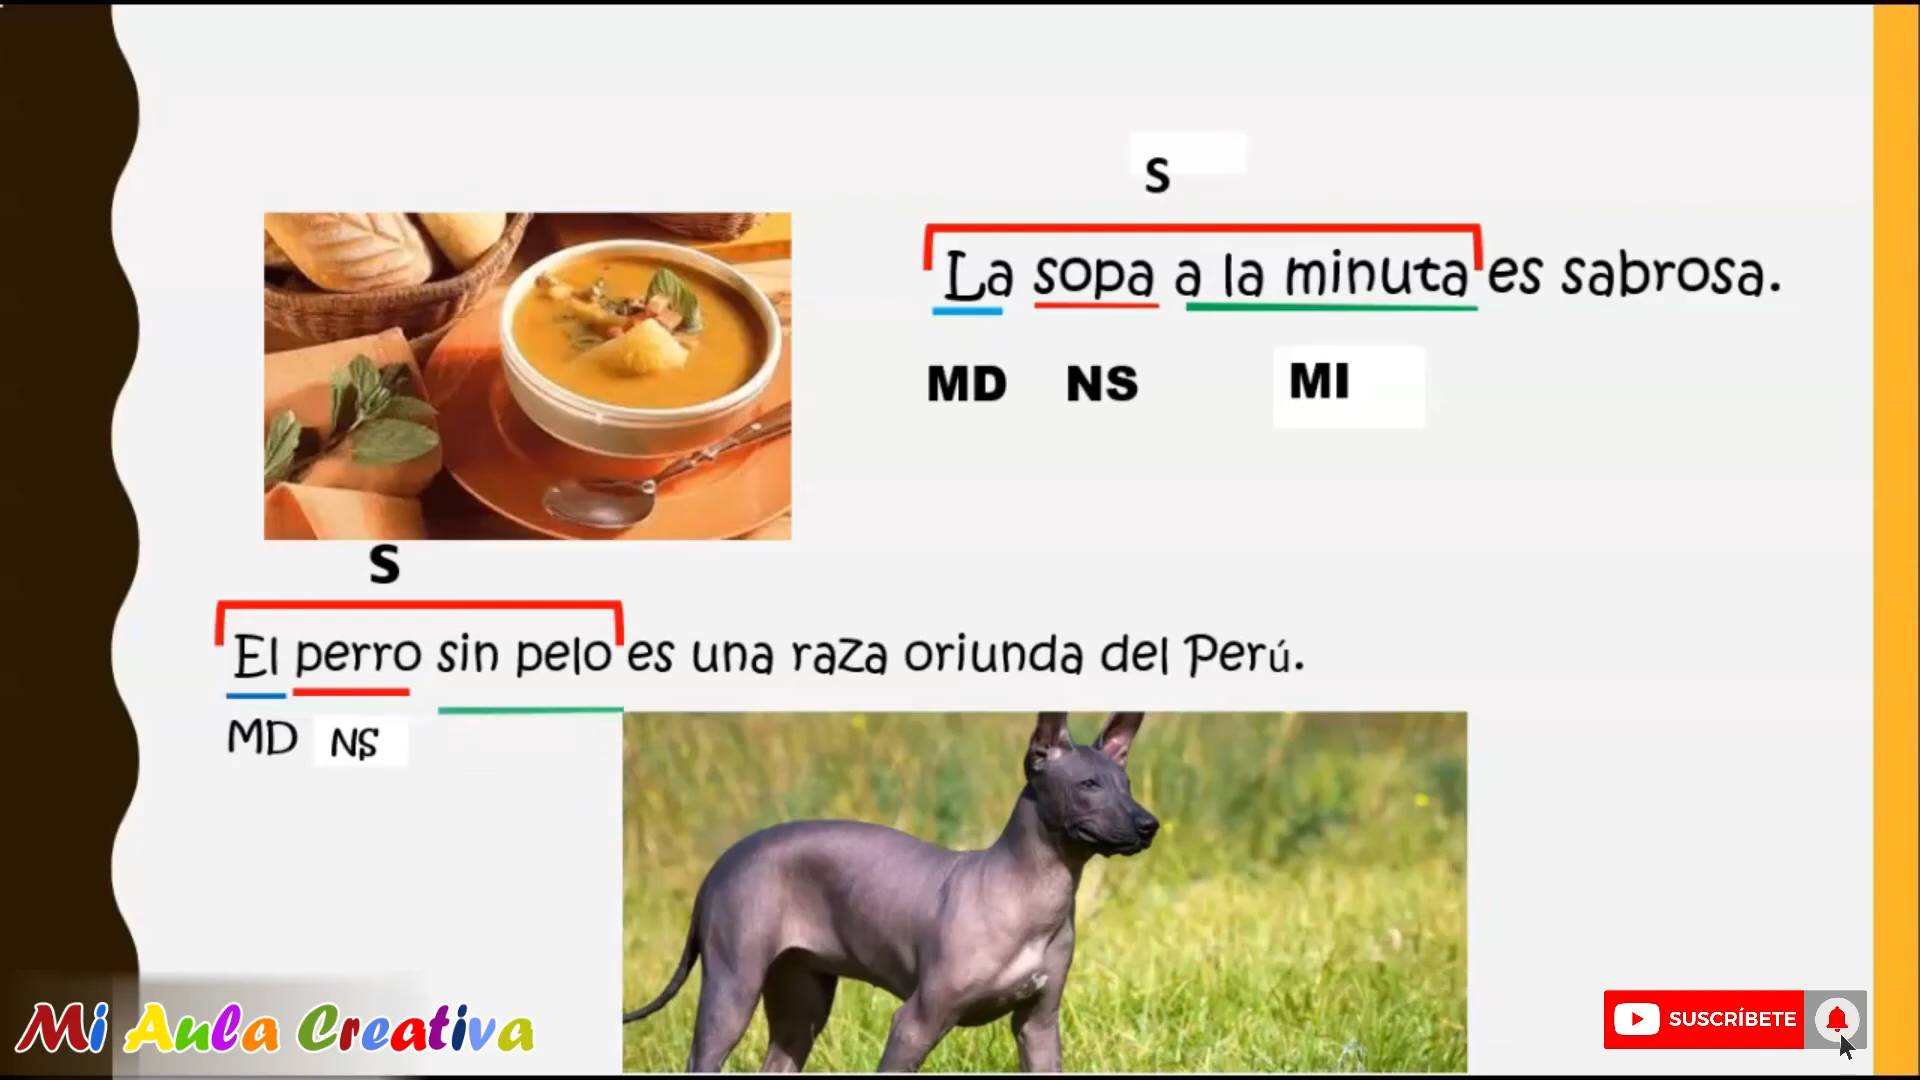 S
La sopa a la minuta es sabrosa.
MD NS MI
S
El perro sin pelo es una raza oriunda del Perú.
MD NS
Mi Aula Creativa
SUSCRÍBETE